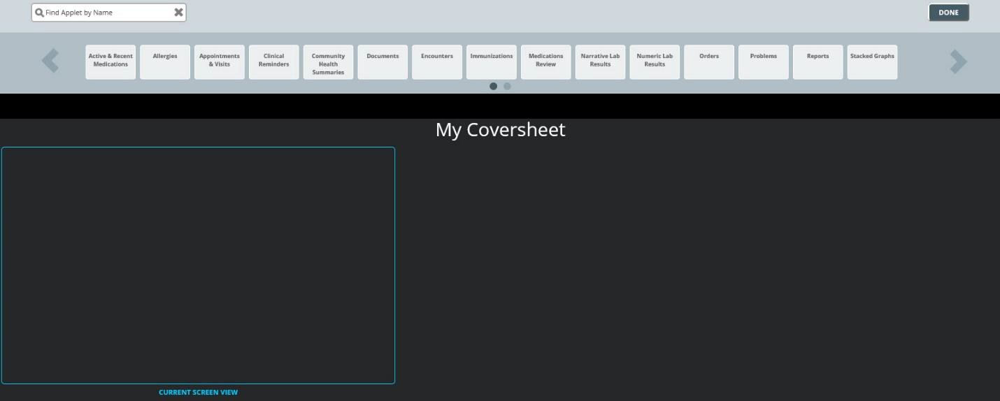 Find Applet by Name
DONE
Active & Recent
Medications
Allergies
Appointments
& Visits
Clinical
Reminders
Community
Health
Summaries
Documents
Encounters
Immunizations
Medications
Review
Narrative Lab
Results
Numeric Lab
Results
Orders
Problems
Reports
Stacked Graphs
My Coversheet
CURRENT SCREEN VIEW